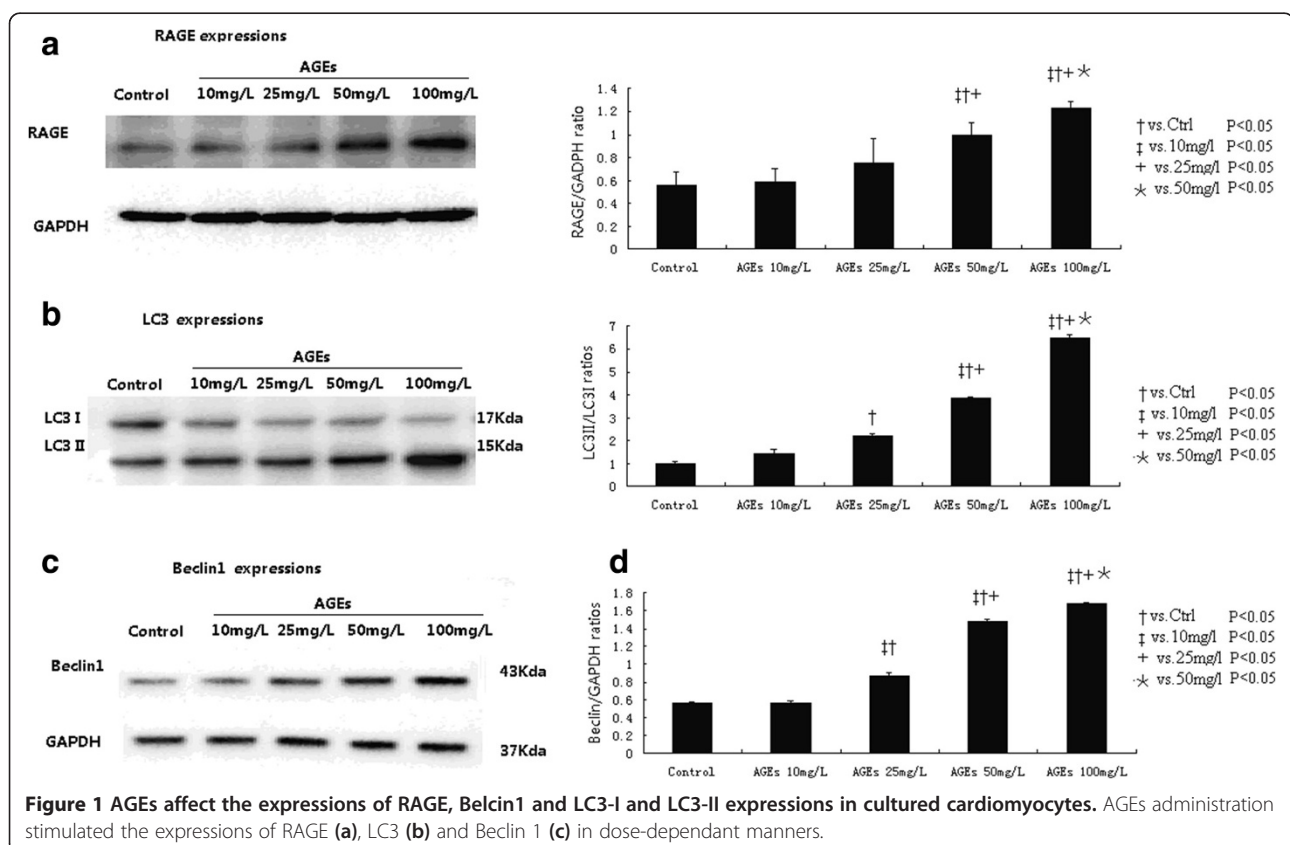 a
RAGE expressions
AGEs
Control 10mg/L 25mg/L 50mg/L 100mg/L
RAGE
GAPDH
RAGE/GADPH ratio
1.4
1.2
1
0.8
0.6
0.4
0.2
0
‡†+
‡†+*
Control AGEs 10mg/L AGEs 25mg/L AGEs 50mg/L AGEs 100mg/L
† vs.Ctrl P<0.05
‡ vs.10mg/l P<0.05
+ vs.25mg/l P<0.05
* vs.50mg/l P<0.05
b
LC3 expressions
AGEs
Control 10mg/L 25mg/L 50mg/L 100mg/L
LC3 I 17Kda
LC3 II 15Kda
LC3II/LC3I ratios
7
6
5
4
3
2
1
0
†
‡†+
‡†+*
Control AGEs 10mg/L AGEs 25mg/L AGEs 50mg/L AGEs 100mg/L
† vs.Ctrl P<0.05
‡ vs.10mg/l P<0.05
+ vs.25mg/l P<0.05
* vs.50mg/l P<0.05
c
Beclin1 expressions
AGEs
Control 10mg/L 25mg/L 50mg/L 100mg/L
Beclin1 43Kda
GAPDH 37Kda
d
Beclin/GAPDH ratios
1.8
1.6
1.4
1.2
1
0.8
0.6
0.4
0.2
0
‡†
‡†+
‡†+*
Control AGEs 10mg/L AGEs 25mg/L AGEs 50mg/L AGEs 100mg/L
† vs.Ctrl P<0.05
‡ vs.10mg/l P<0.05
+ vs.25mg/l P<0.05
* vs.50mg/l P<0.05
Figure 1 AGEs affect the expressions of RAGE, Belcin1 and LC3-I and LC3-II expressions in cultured cardiomyocytes. AGEs administration
stimulated the expressions of RAGE (a), LC3 (b) and Beclin 1 (c) in dose-dependant manners.